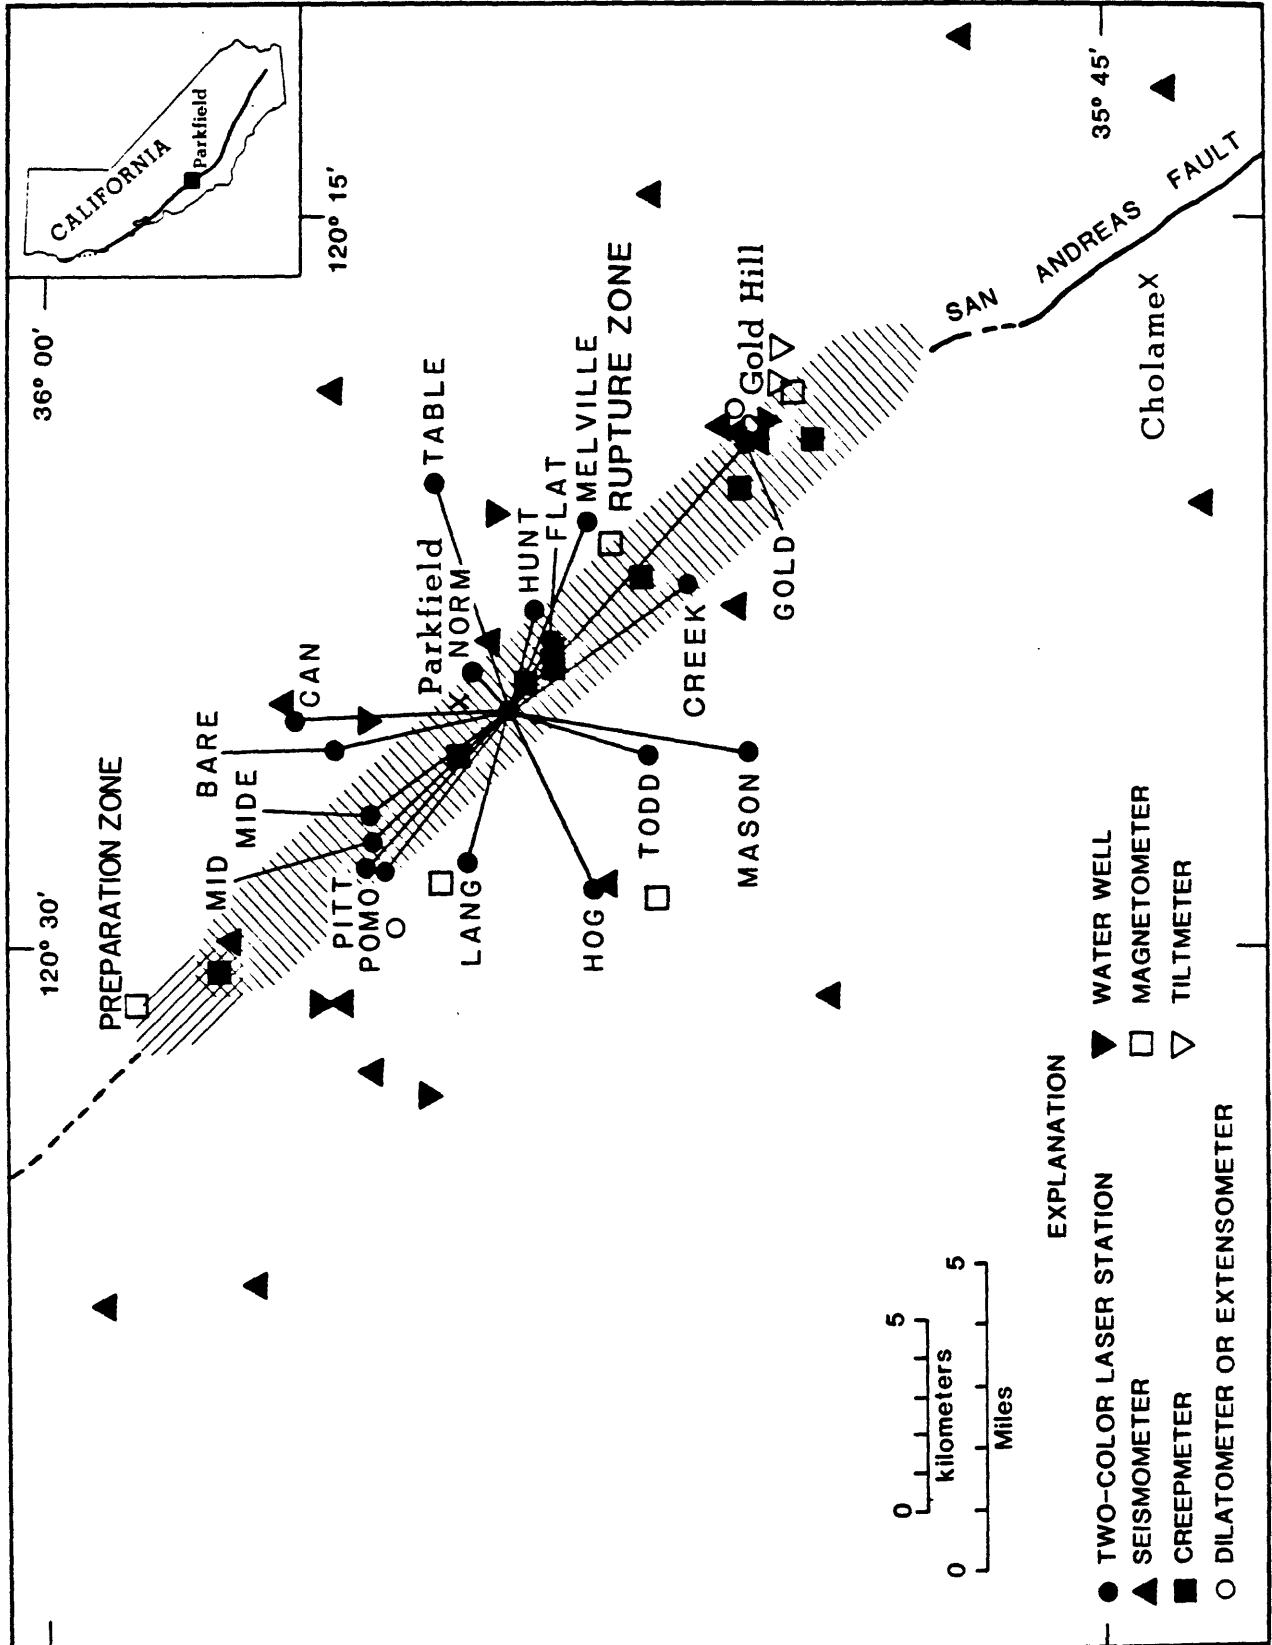 CALIFORNIA
Parkfield
36° 00'
35° 45'
120° 15'
120° 30'
SAN ANDREAS FAULT
Cholame X
Gold Hill
RUPTURE ZONE
PREPARATION ZONE
TABLE
MELVILLE
FLAT
HUNT
Parkfield
X
NORM
CAN
BARE
MIDE
MID
PITT
POMO
LANG
HOG
TODD
MASON
CREEK
GOLD
0 5
kilometers
0 5
Miles
EXPLANATION
TWO-COLOR LASER STATION
SEISMOMETER
CREEPMETER
DILATOMETER OR EXTENSOMETER
WATER WELL
MAGNETOMETER
TILTMETER